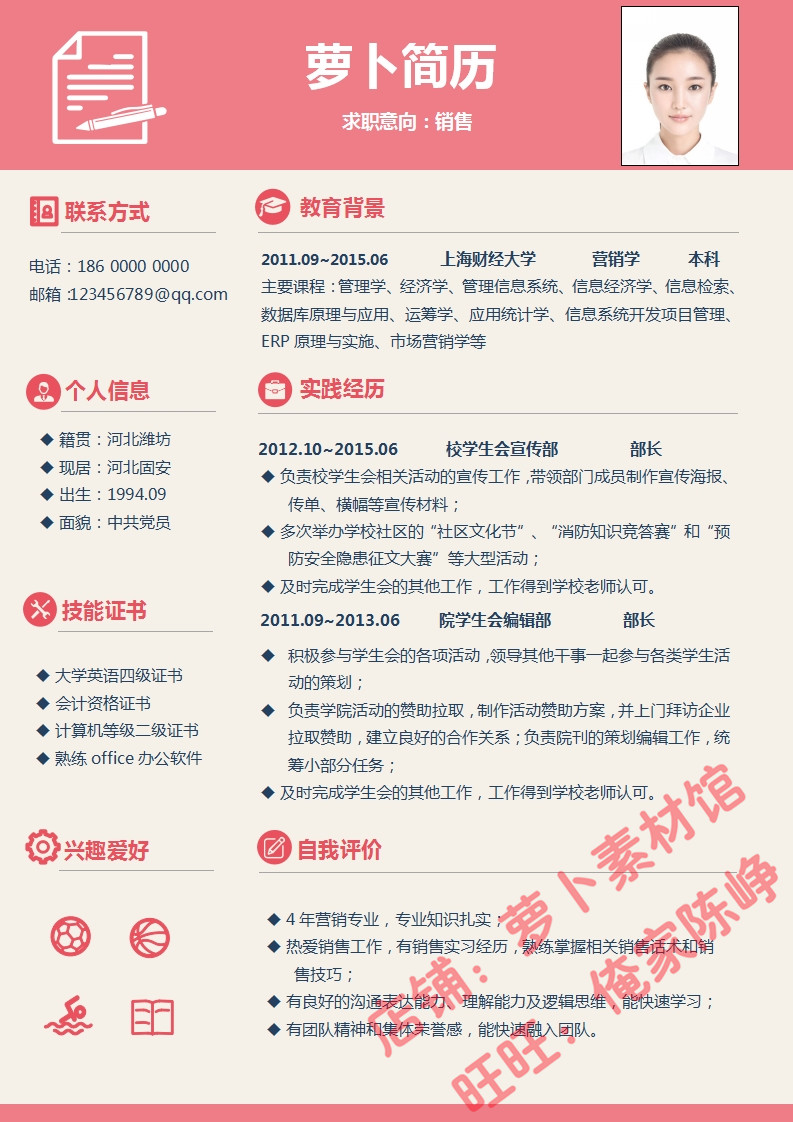 萝卜简历
求职意向：销售
联系方式
电话：186 0000 0000
邮箱：123456789@qq.com
个人信息
◆ 籍贯：河北潍坊
◆ 现居：河北固安
◆ 出生：1994.09
◆ 面貌：中共党员
技能证书
◆ 大学英语四级证书
◆ 会计资格证书
◆ 计算机等级二级证书
◆ 熟练 office 办公软件
兴趣爱好
教育背景
2011.09~2015.06 上海财经大学 营销学 本科
主要课程：管理学、经济学、管理信息系统、信息经济学、信息检索、
数据库原理与应用、运筹学、应用统计学、信息系统开发项目管理、
ERP 原理与实施、市场营销学等
实践经历
2012.10~2015.06 校学生会宣传部 部长
◆ 负责校学生会相关活动的宣传工作，带领部门成员制作宣传海报、
传单、横幅等宣传材料；
◆ 多次举办学校社区的“社区文化节”、“消防知识竞答赛”和“预
防安全隐患征文大赛”等大型活动；
◆ 及时完成学生会的其他工作，工作得到学校老师认可。
2011.09~2013.06 院学生会编辑部 部长
◆ 积极参与学生会的各项活动，领导其他干事一起参与各类学生活
动的策划；
◆ 负责学院活动的赞助拉取，制作活动赞助方案，并上门拜访企业
拉取赞助，建立良好的合作关系；负责院刊的策划编辑工作，统
筹小部分任务；
◆ 及时完成学生会的其他工作，工作得到学校老师认可。
自我评价
◆ 4 年营销专业，专业知识扎实；
◆ 热爱销售工作，有销售实习经历，熟练掌握相关销售话术和销
售技巧；
◆ 有良好的沟通表达能力、理解能力及逻辑思维，能快速学习；
◆ 有团队精神和集体荣誉感，能快速融入团队。
店铺：萝卜素材馆
旺旺：俺家陈峥